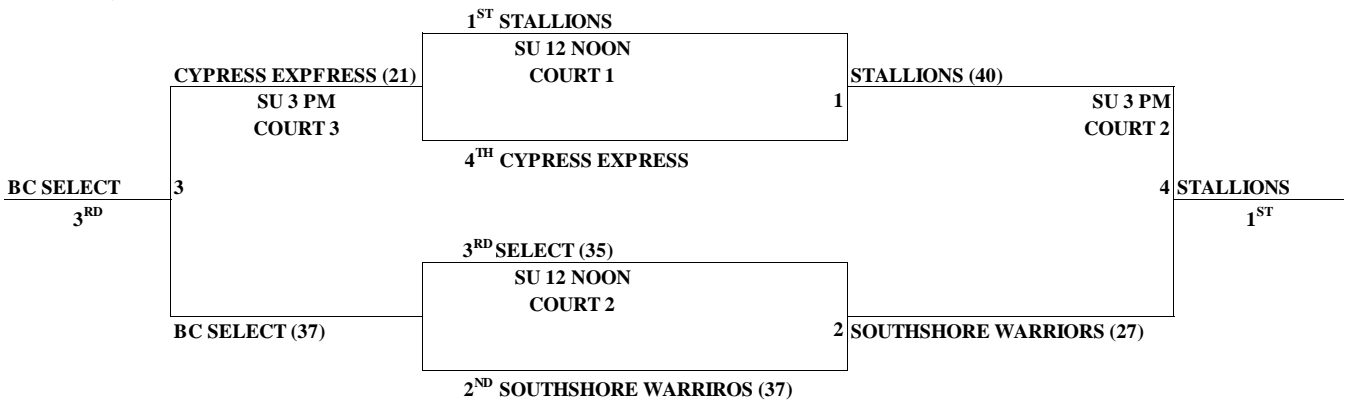 1ST STALLIONS
SU 12 NOON
COURT 1
CYPRESS EXPFRESS (21)
STALLIONS (40)
SU 3 PM
COURT 3
1
SU 3 PM
COURT 2
4TH CYPRESS EXPRESS
BC SELECT
3
4
STALLIONS
3RD
1ST
3RD SELECT (35)
SU 12 NOON
COURT 2
BC SELECT (37)
2
SOUTHSHORE WARRIORS (27)
2ND SOUTHSHORE WARRIROS (37)